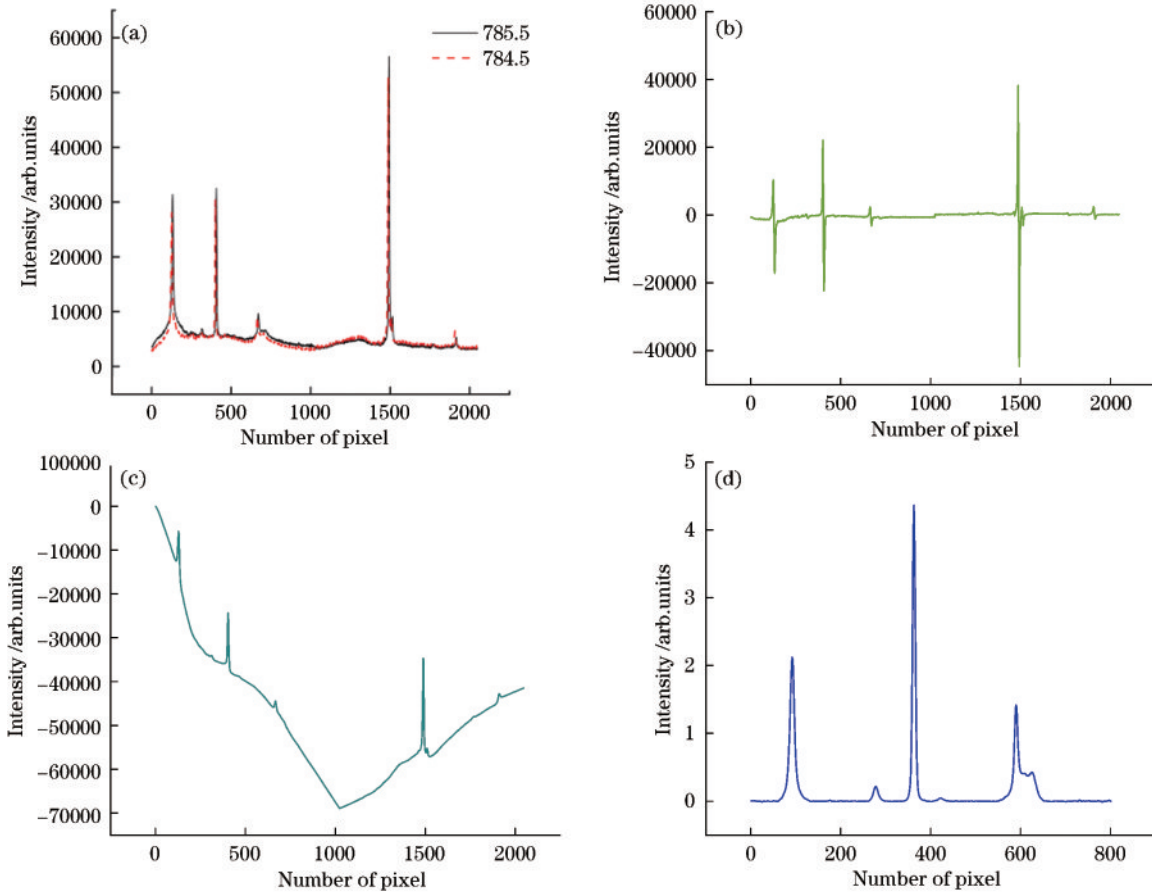 (a)
785.5
784.5
60000
50000
40000
30000
20000
10000
0
Intensity /arb.units
0 500 1000 1500 2000
Number of pixel
(b)
60000
40000
20000
0
−20000
−40000
Intensity /arb.units
0 500 1000 1500 2000
Number of pixel
(c)
100000
0
−10000
−20000
−30000
−40000
−50000
−60000
−70000
Intensity /arb.units
0 500 1000 1500 2000
Number of pixel
(d)
5
4
3
2
1
0
Intensity /arb.units
0 200 400 600 800
Number of pixel